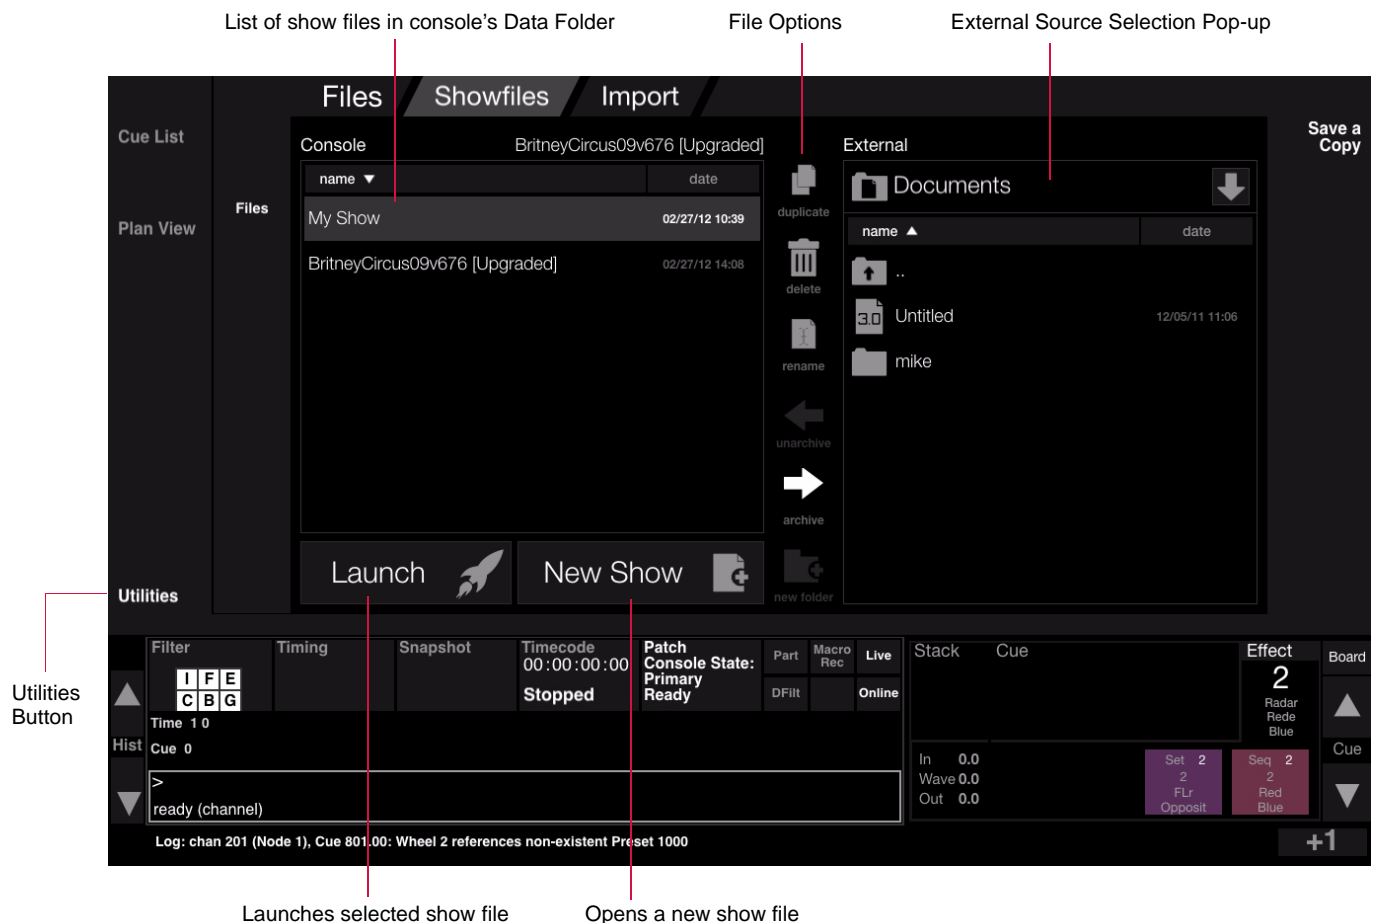 List of show files in console's Data Folder
File Options
External Source Selection Pop-up
Files
Showfiles
Import
Cue List
Plan View
Utilities
Files
Save a
Copy
Console
BritneyCircus09v676 [Upgraded]
name ▼
date
My Show
02/27/12 10:39
BritneyCircus09v676 [Upgraded]
02/27/12 14:08
Launch
New Show
duplicate
delete
rename
unarchive
archive
new folder
External
Documents
name ▲
date
..
3.0
Untitled
12/05/11 11:06
mike
Utilities
Button
Filter
I F E
C B G
Timing
Snapshot
Timecode
00:00:00:00
Stopped
Patch
Console State:
Primary
Ready
Part
Macro
Rec
Live
DFilt
Online
Hist
Time 1 0
Cue 0
>
ready (channel)
Log: chan 201 (Node 1), Cue 801.00: Wheel 2 references non-existent Preset 1000
Stack
Cue
In 0.0
Wave 0.0
Out 0.0
Effect
2
Radar
Rede
Blue
Set 2
2
FLr
Opposit
Seq 2
2
Red
Blue
Board
Cue
+1
Launches selected show file
Opens a new show file